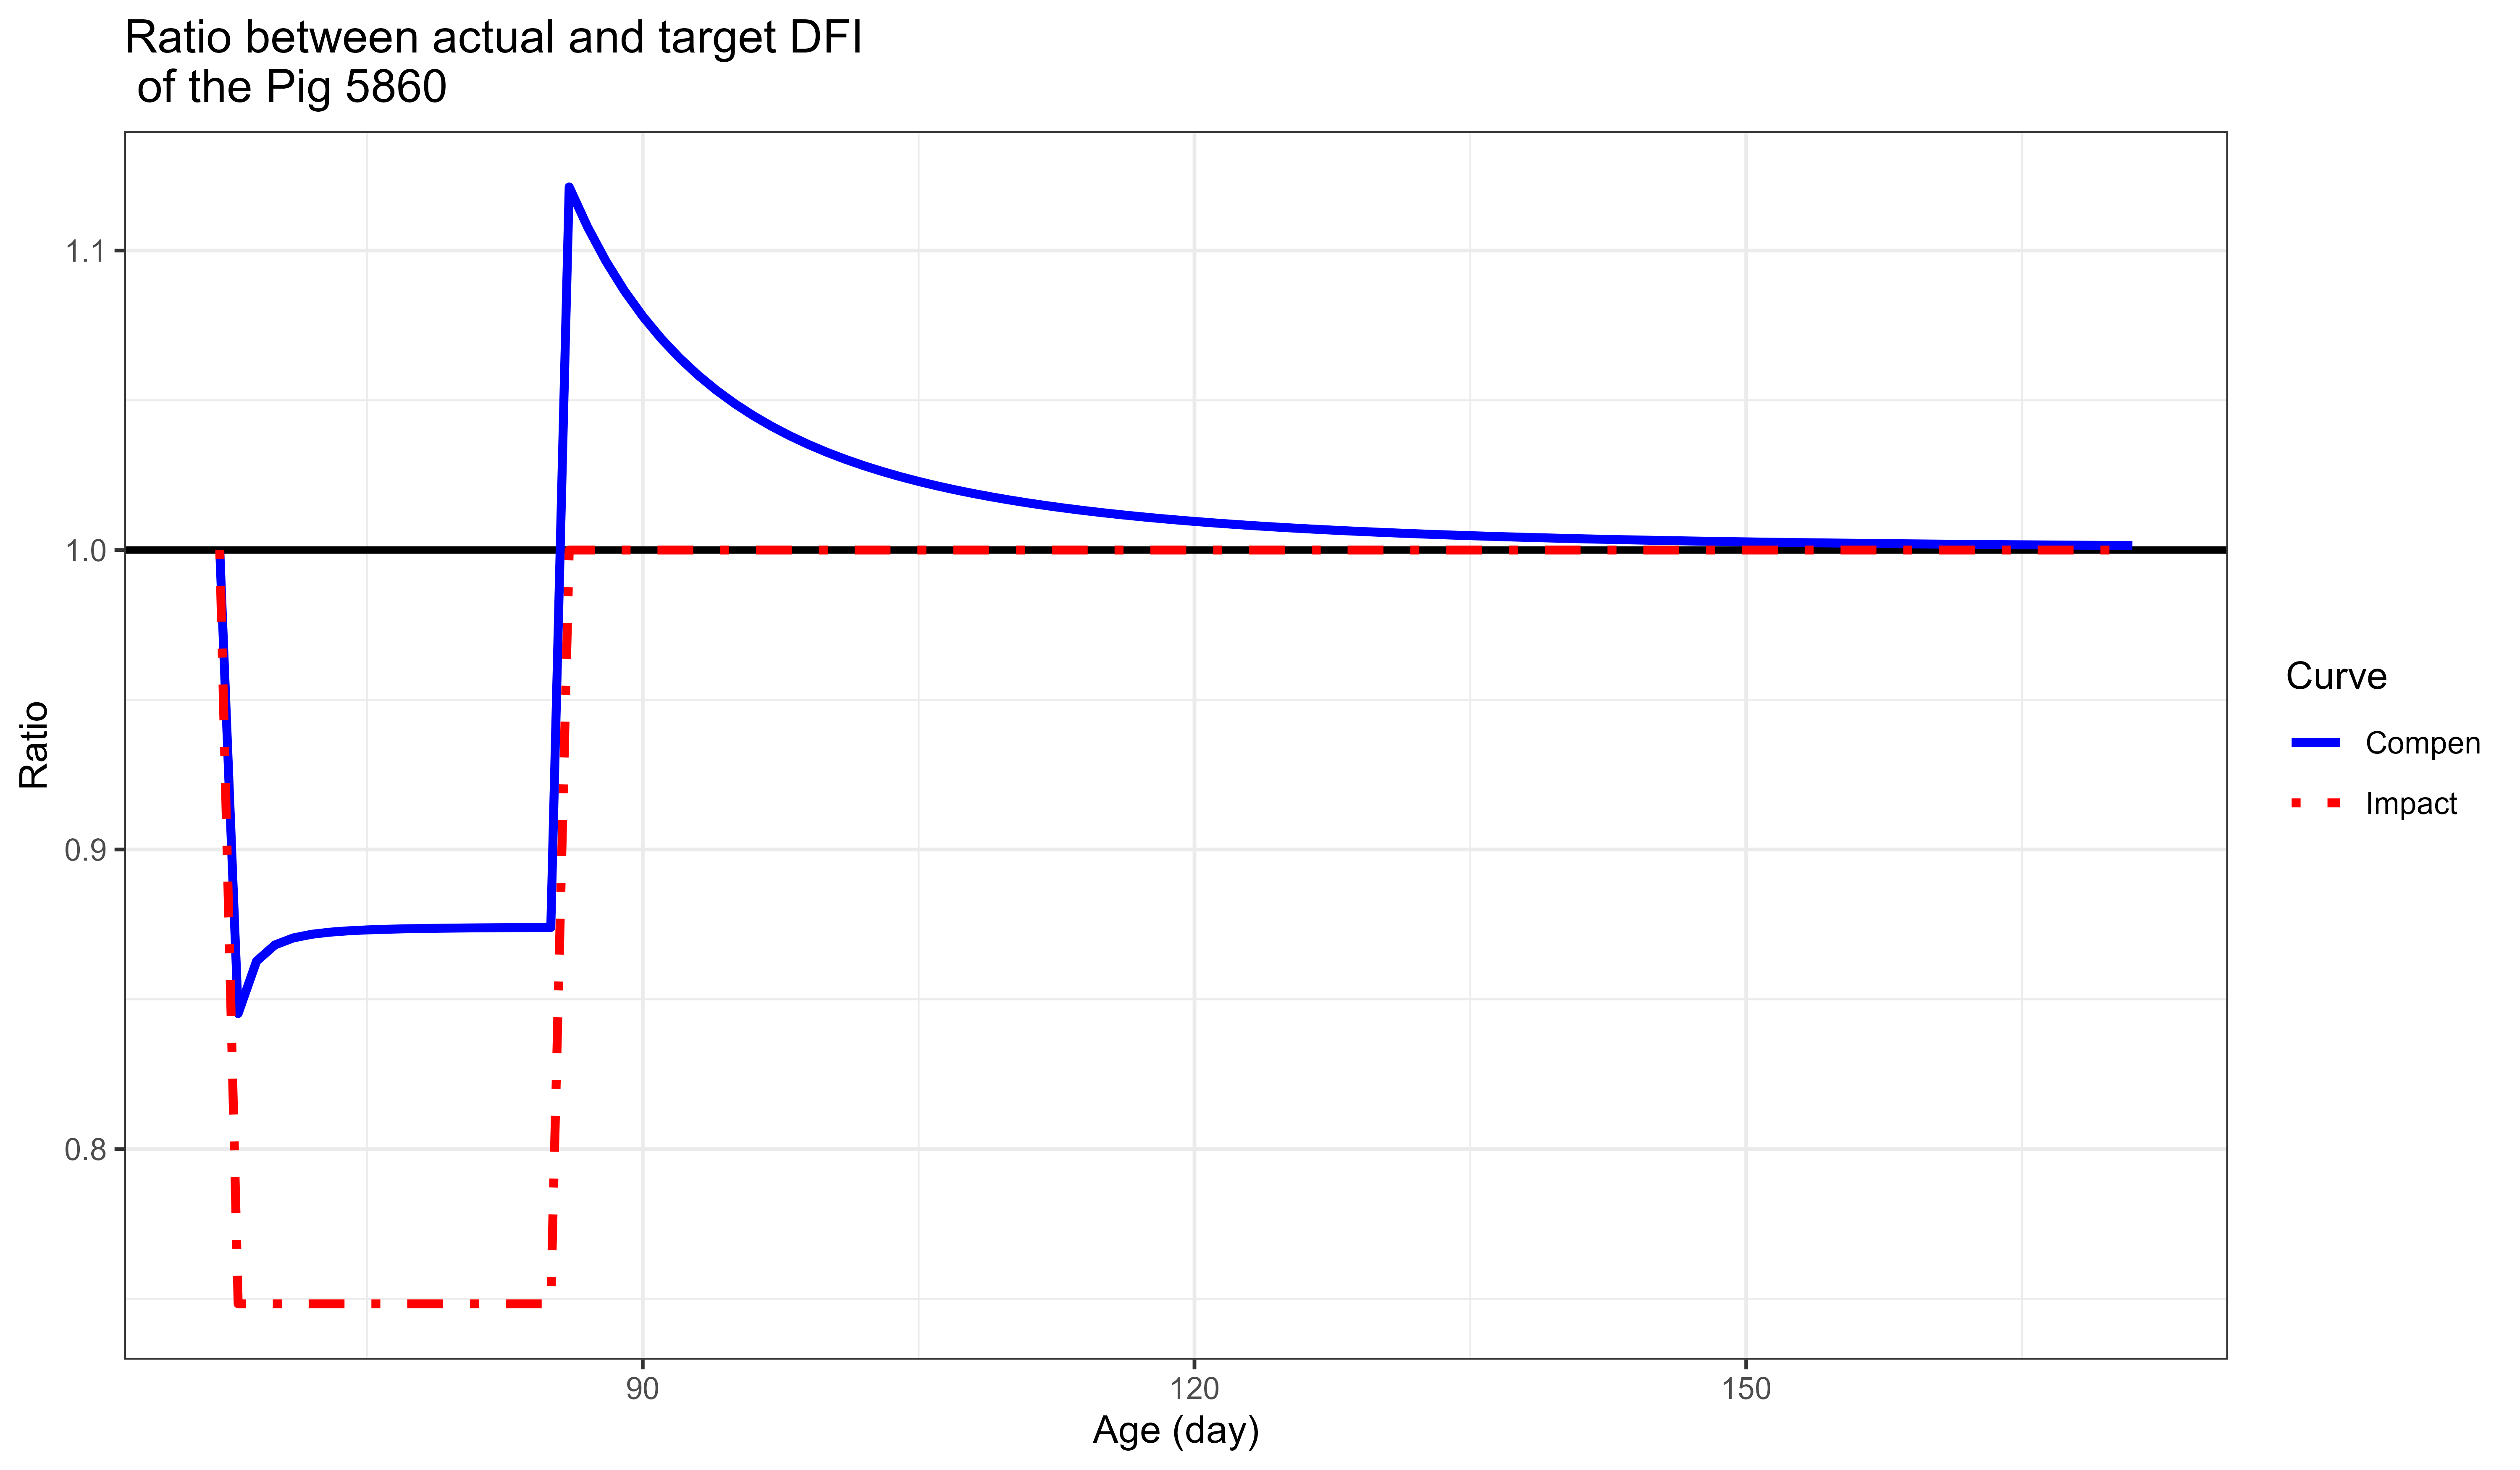 Ratio between actual and target DFI
of the Pig 5860
1.1
1.0
0.9
0.8
Ratio
90
120
150
Age (day)
Curve
Compen
Impact